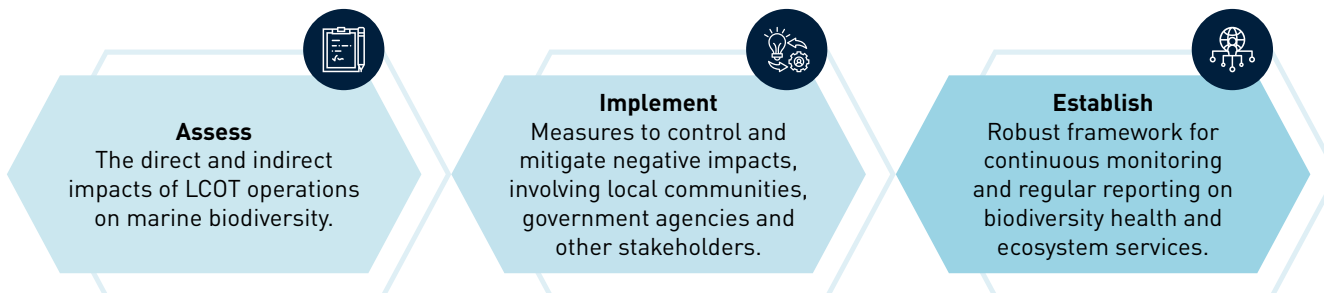 Assess
The direct and indirect
impacts of LCOT operations
on marine biodiversity.
Implement
Measures to control and
mitigate negative impacts,
involving local communities,
government agencies and
other stakeholders.
Establish
Robust framework for
continuous monitoring
and regular reporting on
biodiversity health and
ecosystem services.